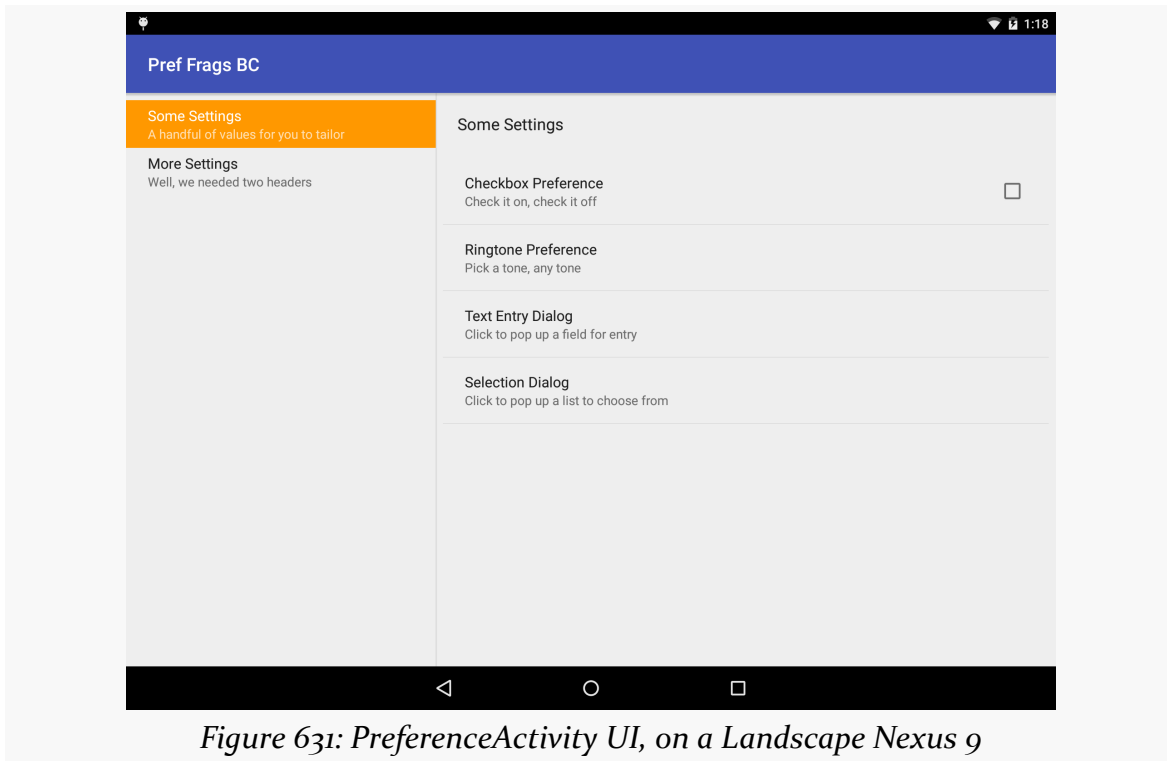 1:18
Pref Frags BC
Some Settings
A handful of values for you to tailor
More Settings
Well, we needed two headers
Some Settings
Checkbox Preference
Check it on, check it off
Ringtone Preference
Pick a tone, any tone
Text Entry Dialog
Click to pop up a field for entry
Selection Dialog
Click to pop up a list to choose from
Figure 631: PreferenceActivity UI, on a Landscape Nexus 9